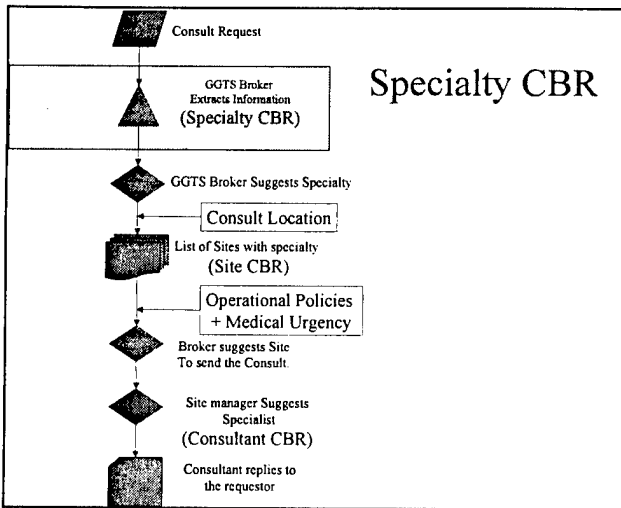 Consult Request
Specialty CBR
GGTS Broker
Extracts Information
(Specialty CBR)
GGTS Broker Suggests Specialty
Consult Location
List of Sites with specialty
(Site CBR)
Operational Policies
+ Medical Urgency
Broker suggests Site
To send the Consult.
Site manager Suggests
Specialist
(Consultant CBR)
Consultant replies to
the requestor